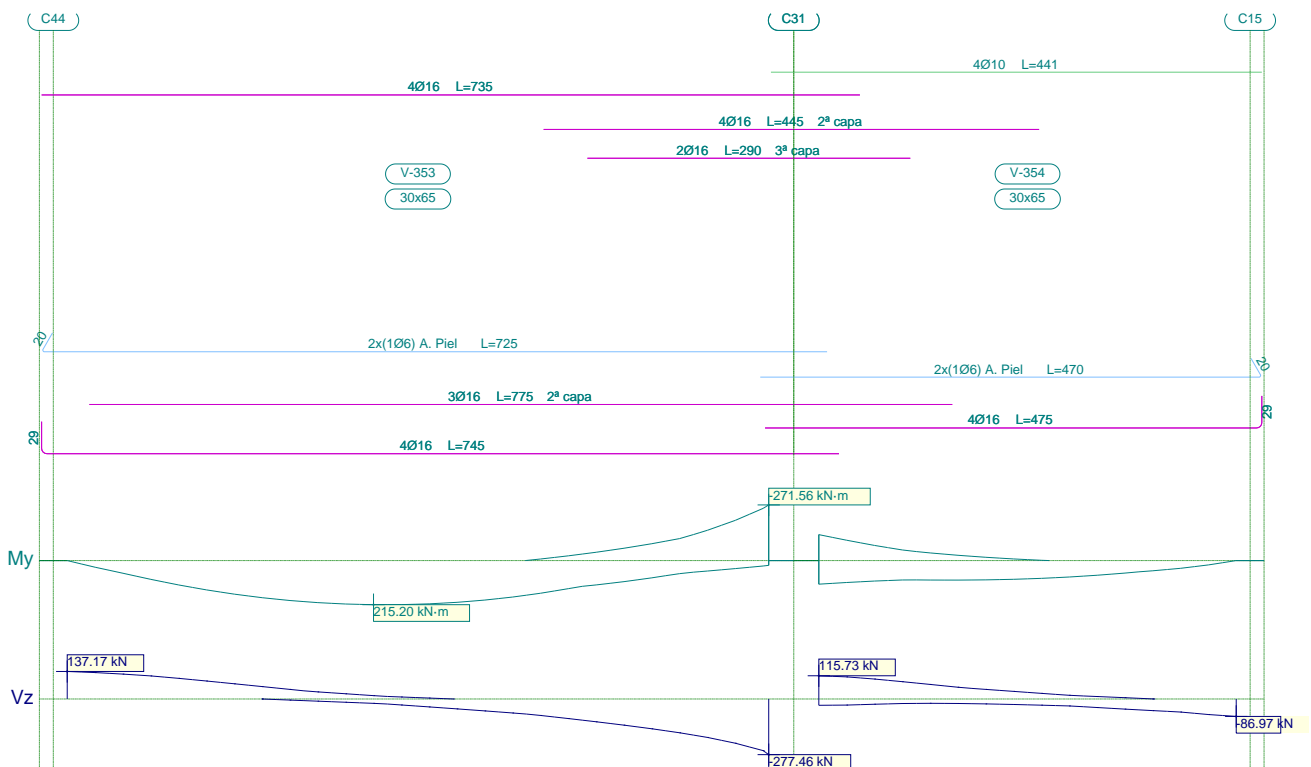 C44 C31 C15
4Ø10 L=441
4Ø16 L=735
4Ø16 L=445 2ª capa
2Ø16 L=290 3ª capa
V-353 V-354
30x65 30x65
20
2x(1Ø6) A. Piel L=725
20
2x(1Ø6) A. Piel L=470
3Ø16 L=775 2ª capa
29
4Ø16 L=475
29
4Ø16 L=745
-271.56 kN·m
My
215.20 kN·m
137.17 kN 115.73 kN
Vz
-86.97 kN
-277.46 kN